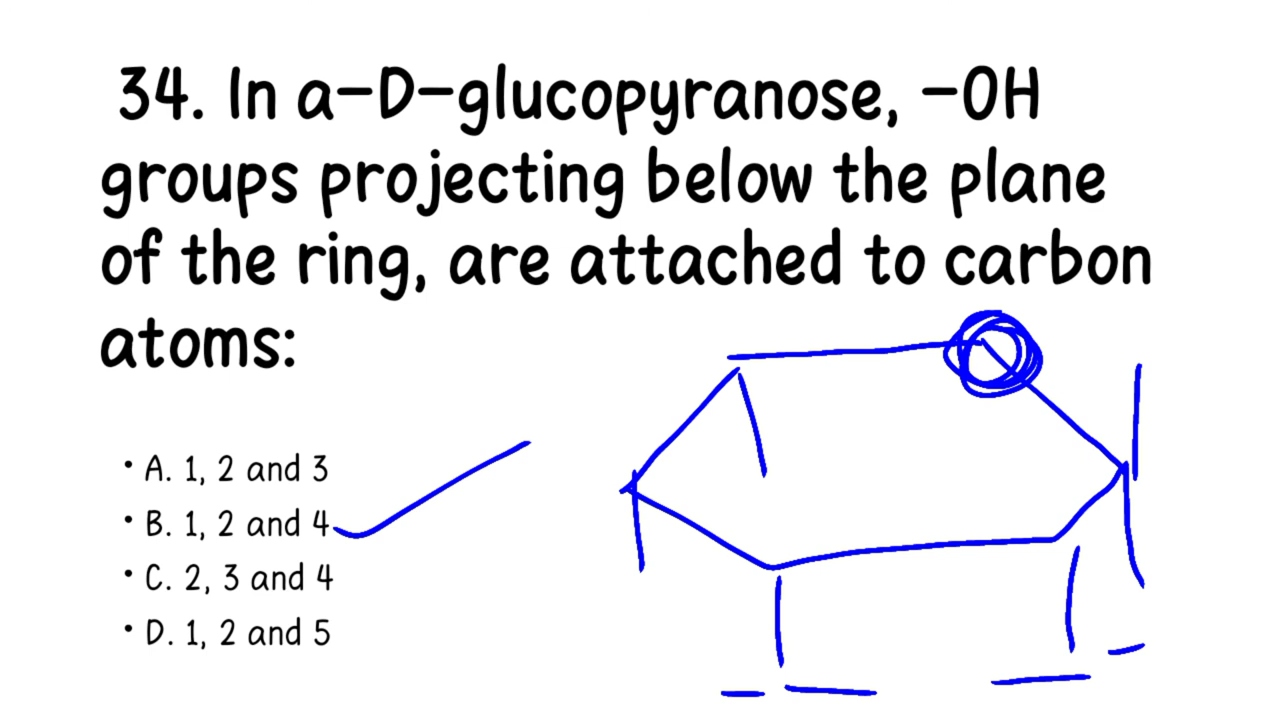 34. In a-D-glucopyranose, -OH
groups projecting below the plane
of the ring, are attached to carbon
atoms:
• A. 1, 2 and 3
• B. 1, 2 and 4
• C. 2, 3 and 4
• D. 1, 2 and 5